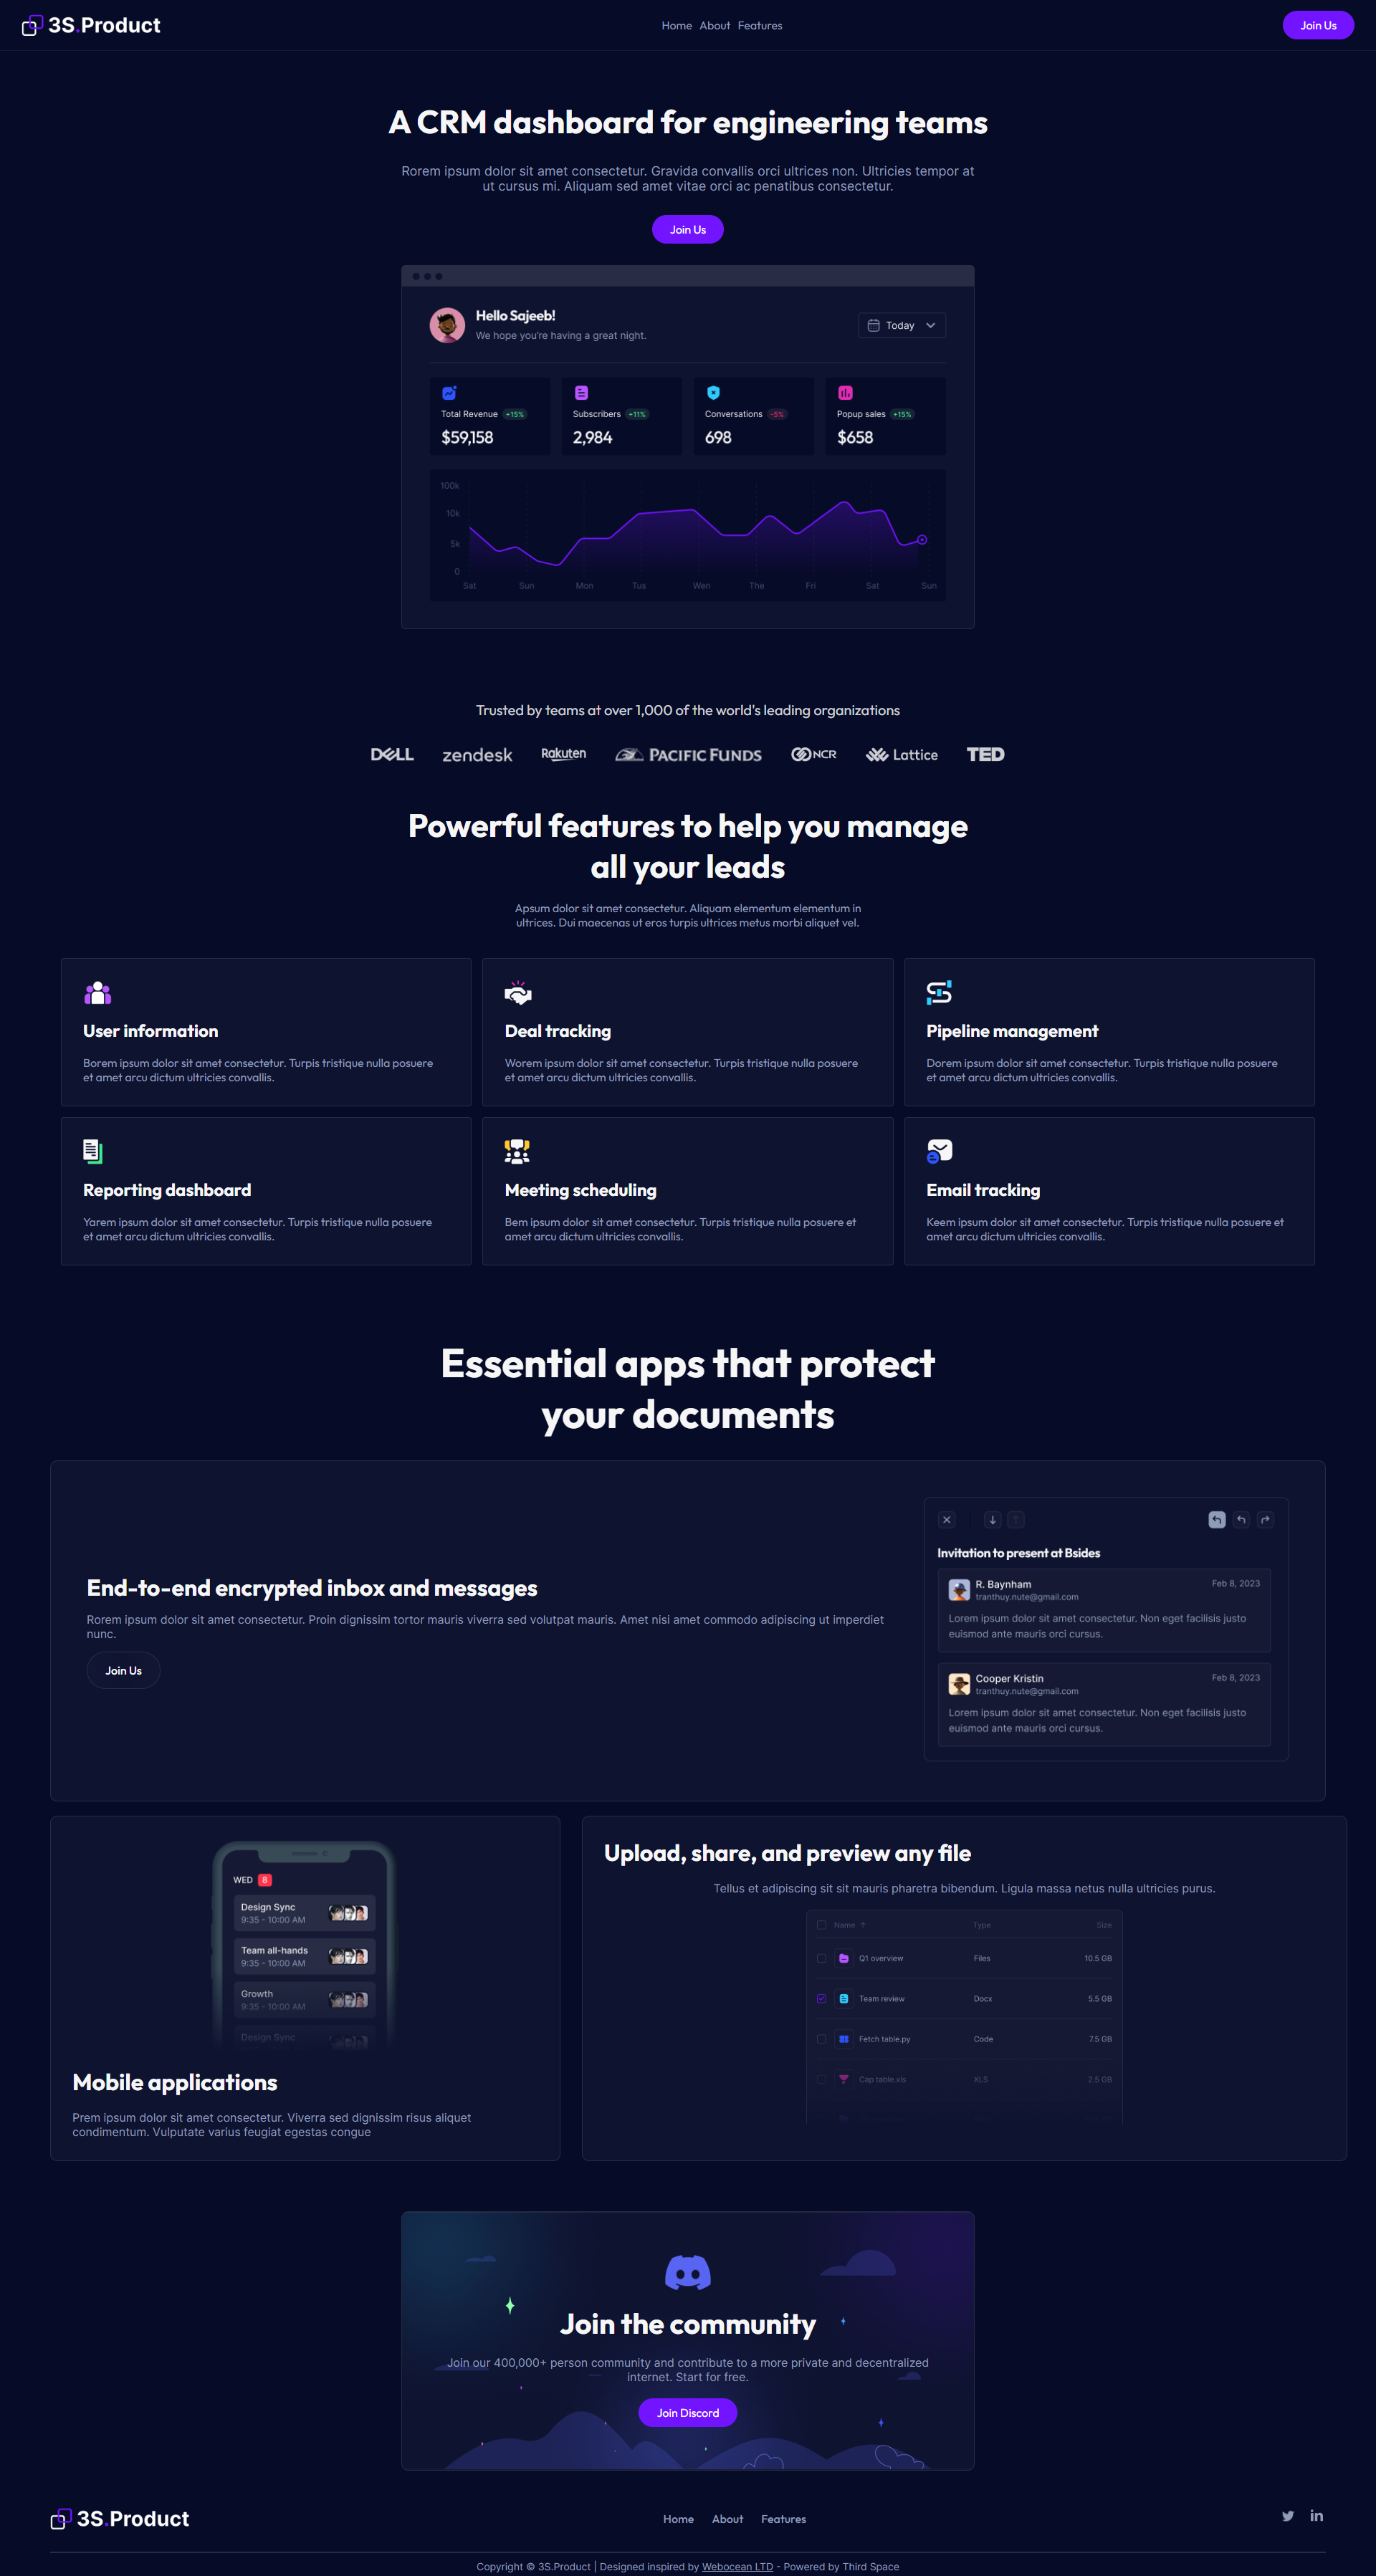 3S.Product
Home About Features
Join Us
A CRM dashboard for engineering teams
Rorem ipsum dolor sit amet consectetur. Gravida convallis orci ultrices non. Ultricies tempor at
ut cursus mi. Aliquam sed amet vitae orci ac penatibus consectetur.
Join Us
Hello Sajeeb!
We hope you're having a great night.
Today
Total Revenue +15%
$59,158
Subscribers +11%
2,984
Conversations -5%
698
Popup sales +15%
$658
100k
10k
5k
0
Sat Sun Mon Tus Wen The Fri Sat Sun
Trusted by teams at over 1,000 of the world's leading organizations
DELL zendesk Rakuten PACIFIC FUNDS NCR Lattice TED
Powerful features to help you manage
all your leads
Apsum dolor sit amet consectetur. Aliquam elementum elementum in
ultrices. Dui maecenas ut eros turpis ultrices metus morbi aliquet vel.
User information
Borem ipsum dolor sit amet consectetur. Turpis tristique nulla posuere
et amet arcu dictum ultricies convallis.
Deal tracking
Worem ipsum dolor sit amet consectetur. Turpis tristique nulla posuere
et amet arcu dictum ultricies convallis.
Pipeline management
Dorem ipsum dolor sit amet consectetur. Turpis tristique nulla posuere
et amet arcu dictum ultricies convallis.
Reporting dashboard
Yarem ipsum dolor sit amet consectetur. Turpis tristique nulla posuere
et amet arcu dictum ultricies convallis.
Meeting scheduling
Bem ipsum dolor sit amet consectetur. Turpis tristique nulla posuere et
amet arcu dictum ultricies convallis.
Email tracking
Keem ipsum dolor sit amet consectetur. Turpis tristique nulla posuere et
amet arcu dictum ultricies convallis.
Essential apps that protect
your documents
End-to-end encrypted inbox and messages
Rorem ipsum dolor sit amet consectetur. Proin dignissim tortor mauris viverra sed volutpat mauris. Amet nisi amet commodo adipiscing ut imperdiet
nunc.
Join Us
Invitation to present at Bsides
R. Baynham Feb 8, 2023
tranthuy.nute@gmail.com
Lorem ipsum dolor sit amet consectetur. Non eget facilisis justo
euismod ante mauris orci cursus.
Cooper Kristin Feb 8, 2023
tranthuy.nute@gmail.com
Lorem ipsum dolor sit amet consectetur. Non eget facilisis justo
euismod ante mauris orci cursus.
WED 8
Design Sync
9:35 - 10:00 AM
Team all-hands
9:35 - 10:00 AM
Growth
9:35 - 10:00 AM
Design Sync
Mobile applications
Prem ipsum dolor sit amet consectetur. Viverra sed dignissim risus aliquet
condimentum. Vulputate varius feugiat egestas congue
Upload, share, and preview any file
Tellus et adipiscing sit sit mauris pharetra bibendum. Ligula massa netus nulla ultricies purus.
Name Type Size
Q1 overview Files 10.5 GB
Team review Docx 5.5 GB
Fetch table.py Code 7.5 GB
Cap table.xls XLS 2.5 GB
Join the community
Join our 400,000+ person community and contribute to a more private and decentralized
internet. Start for free.
Join Discord
3S.Product
Home About Features
in
Copyright © 3S.Product | Designed inspired by Webocean LTD - Powered by Third Space